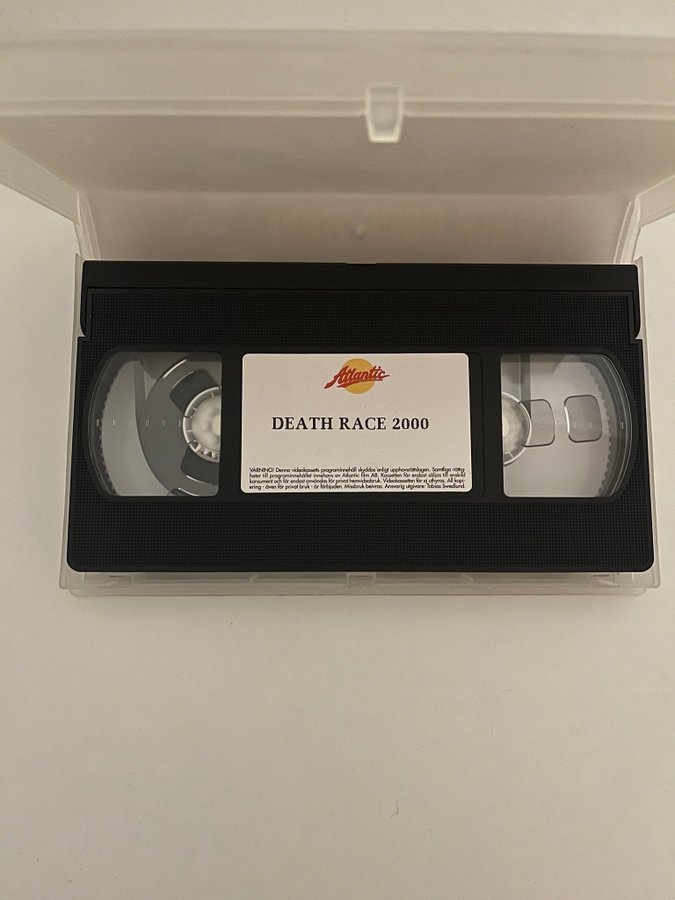 Atlantic
DEATH RACE 2000
VARNING! Denna videokassetts programinnehåll skyddas enligt upphovsrättslagen. Samtliga rättig-
heter till programinnehållet innehavs av Atlantic Film AB. Kassetten får endast säljas till enskild
konsument och får endast användas för privat hemvideobruk. Videokassetten får ej uthyras. All kopi-
ering - även för privat bruk - är förbjuden. Missbruk beivras. Ansvarig utgivare: Tobias Swedlund.